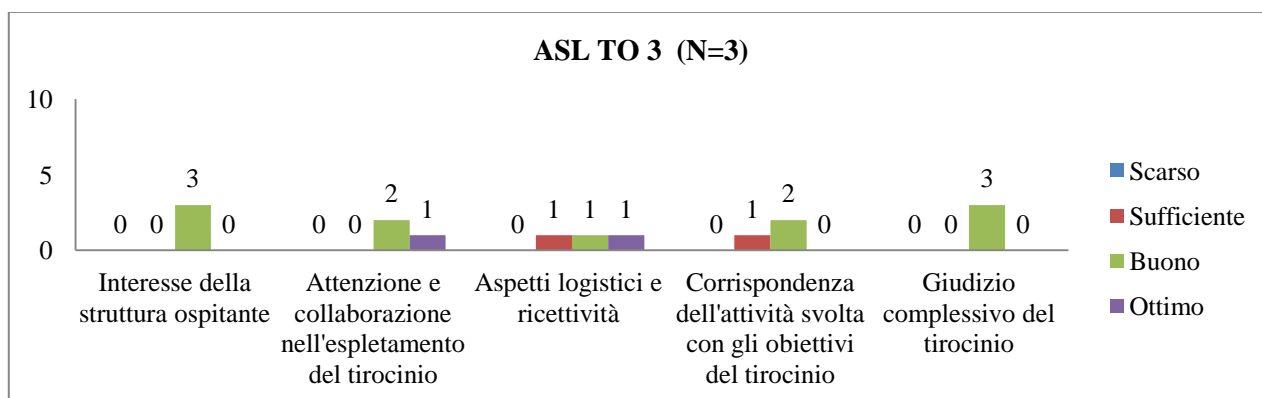 ASL TO 3 (N=3)
10
5
0
0 0 3 0
0 0 2 1
0 1 1 1
0 1 2 0
0 0 3 0
Interesse della
struttura ospitante
Attenzione e
collaborazione
nell'espletamento
del tirocinio
Aspetti logistici e
ricettività
Corrispondenza
dell'attività svolta
con gli obiettivi
del tirocinio
Giudizio
complessivo del
tirocinio
Scarso
Sufficiente
Buono
Ottimo